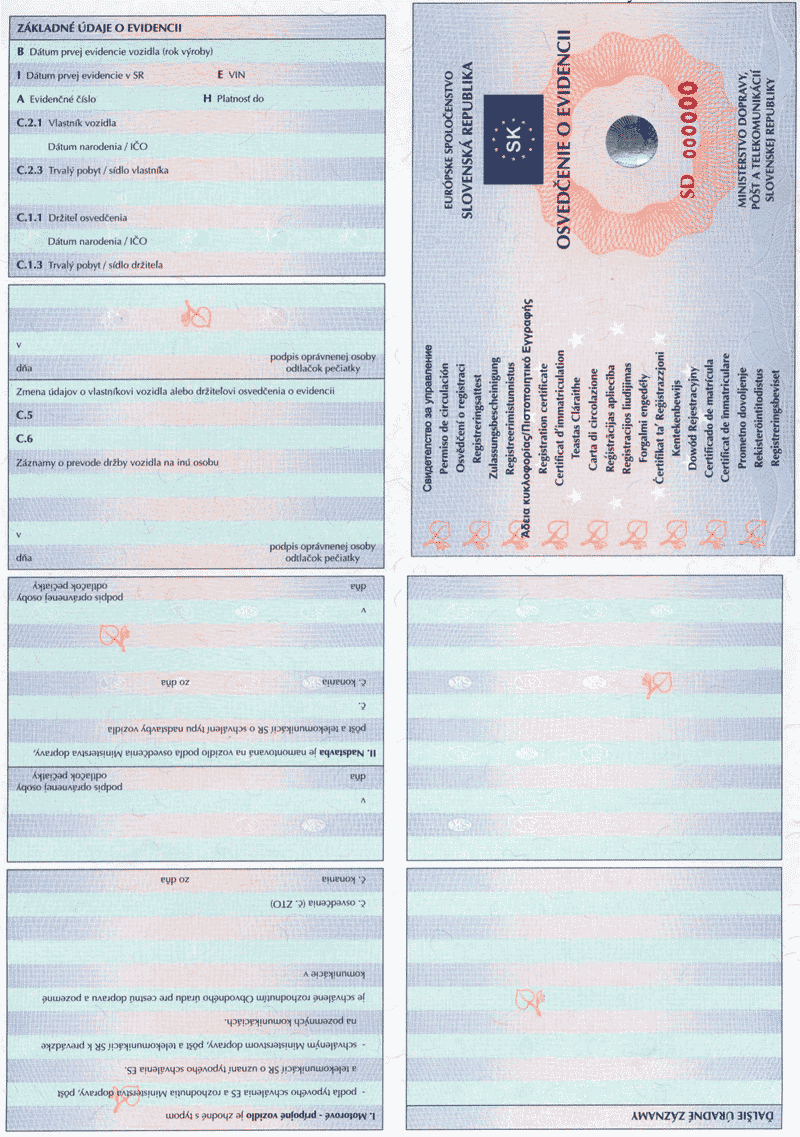 ZÁKLADNÉ ÚDAJE O EVIDENCII
B Dátum prvej evidencie vozidla (rok výroby)
I Dátum prvej evidencie v SR E VIN
A Evidenčné číslo H Platnosť do
C.2.1 Vlastník vozidla
Dátum narodenia / IČO
C.2.3 Trvalý pobyt / sídlo vlastníka
C.1.1 Držiteľ osvedčenia
Dátum narodenia / IČO
C.1.3 Trvalý pobyt / sídlo držiteľa
v
dňa
podpis oprávnenej osoby
odtlačok pečiatky
Zmena údajov o vlastníkovi vozidla alebo držiteľovi osvedčenia o evidencii
C.5
C.6
Záznamy o prevode držby vozidla na inú osobu
v
dňa
podpis oprávnenej osoby
odtlačok pečiatky
I. Motorové - prípojné vozidlo je zhodné s typom
- podľa typového schválenia ES a rozhodnutia Ministerstva dopravy, pôšt
a telekomunikácií SR o uznaní typového schválenia ES.
- schváleným Ministerstvom dopravy, pôšt a telekomunikácií SR k prevádzke
na pozemných komunikáciách.
je schválené rozhodnutím Obvodného úradu pre cestnú dopravu a pozemné
komunikácie v
č. osvedčenia (č. ZTO)
č. konania zo dňa
v
dňa
podpis oprávnenej osoby
odtlačok pečiatky
II. Nadstavba je namontovaná na vozidlo podľa osvedčenia Ministerstva dopravy,
pôšt a telekomunikácií SR o schválení typu nadstavby vozidla
č.
č. konania zo dňa
v
dňa
podpis oprávnenej osoby
odtlačok pečiatky
EURÓPSKE SPOLOČENSTVO
SLOVENSKÁ REPUBLIKA
SK
OSVEDČENIE O EVIDENCII
SD 000000
MINISTERSTVO DOPRAVY,
PÔŠT A TELEKOMUNIKÁCIÍ
SLOVENSKEJ REPUBLIKY
Свидетелство за управление
Permiso de circulación
Osvědčení o registraci
Registreringsattest
Zulassungsbescheinigung
Registreerimistunnistus
Άδεια κυκλοφορίας/Πιστοποιητικό Εγγραφής
Registration certificate
Certificat d'immatriculation
Teastas Cláraithe
Carta di circolazione
Reģistrācijas apliecība
Registracijos liudijimas
Forgalmi engedély
Ċertifikat ta' Reġistrazzjoni
Kentekenbewijs
Dowód Rejestracyjny
Certificado de matrícula
Certificat de înmatriculare
Prometno dovoljenje
Rekisteröintitodistus
Registreringsbeviset
ĎALŠIE ÚRADNÉ ZÁZNAMY